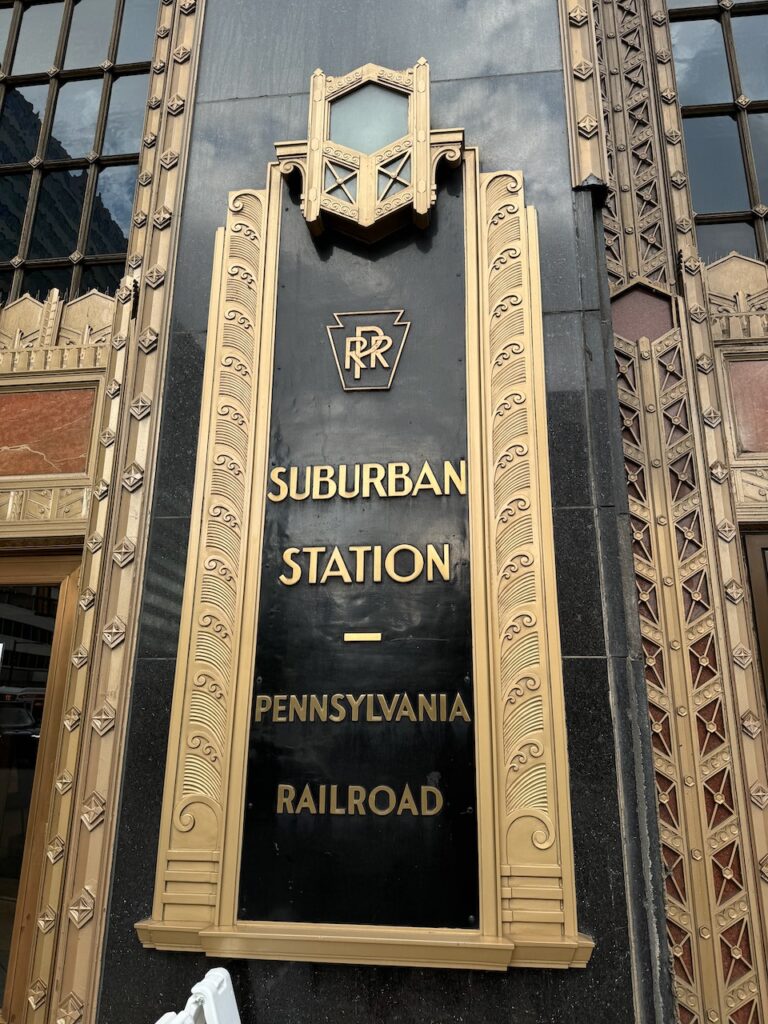 PRR
SUBURBAN
STATION
PENNSYLVANIA
RAILROAD